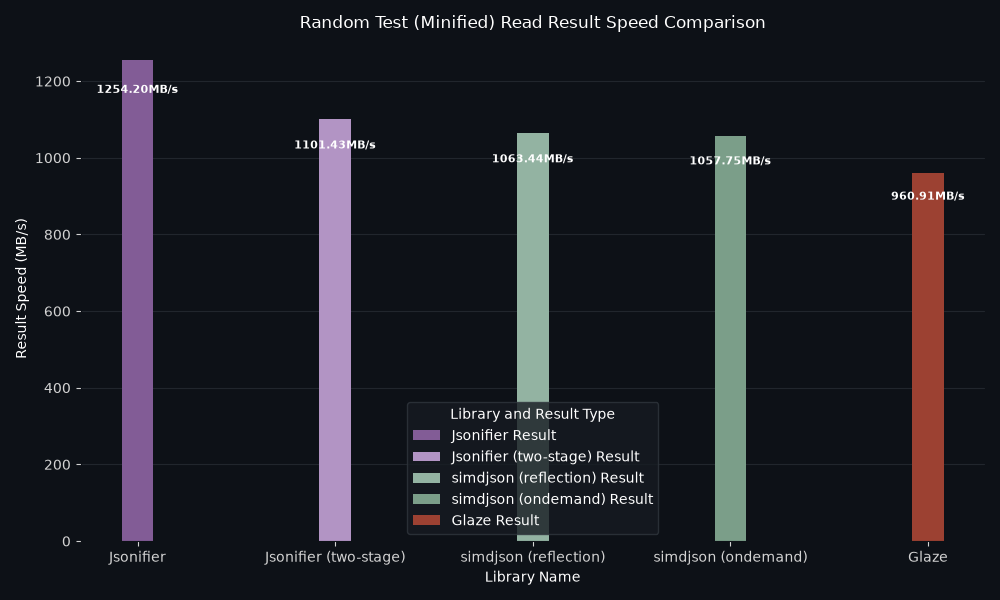 Random Test (Minified) Read Result Speed Comparison
1200
1000
800
600
400
200
0
Result Speed (MB/s)
1254.20MB/s
1101.43MB/s
1063.44MB/s
1057.75MB/s
960.91MB/s
Library and Result Type
Jsonifier Result
Jsonifier (two-stage) Result
simdjson (reflection) Result
simdjson (ondemand) Result
Glaze Result
Jsonifier
Jsonifier (two-stage)
simdjson (reflection)
simdjson (ondemand)
Glaze
Library Name